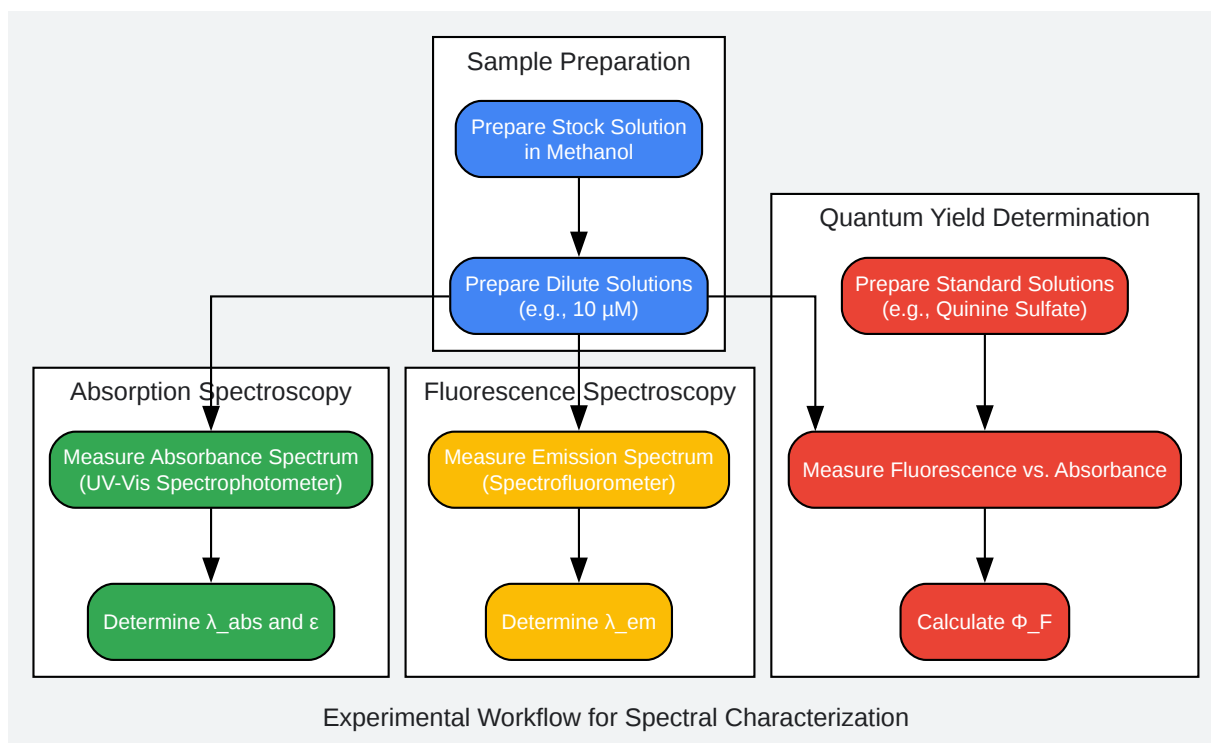 Sample Preparation
Prepare Stock Solution
in Methanol
Prepare Dilute Solutions
(e.g., 10 µM)
Absorption Spectroscopy
Measure Absorbance Spectrum
(UV-Vis Spectrophotometer)
Determine λ_abs and ε
Fluorescence Spectroscopy
Measure Emission Spectrum
(Spectrofluorometer)
Determine λ_em
Quantum Yield Determination
Prepare Standard Solutions
(e.g., Quinine Sulfate)
Measure Fluorescence vs. Absorbance
Calculate Φ_F
Experimental Workflow for Spectral Characterization